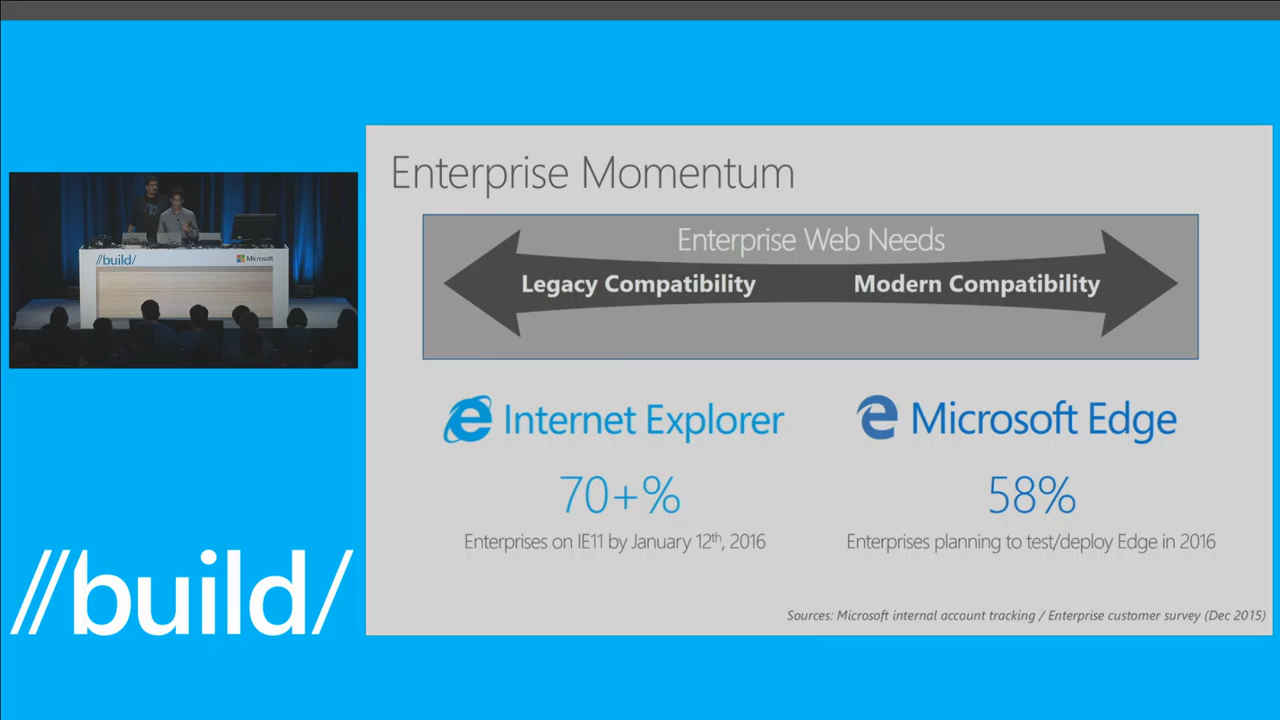 Enterprise Momentum
Enterprise Web Needs
Legacy Compatibility
Modern Compatibility
Internet Explorer
Microsoft Edge
70+%
58%
Enterprises on IE11 by January 12th, 2016
Enterprises planning to test/deploy Edge in 2016
Sources: Microsoft internal account tracking / Enterprise customer survey (Dec 2015)
//build/
Microsoft
//build/